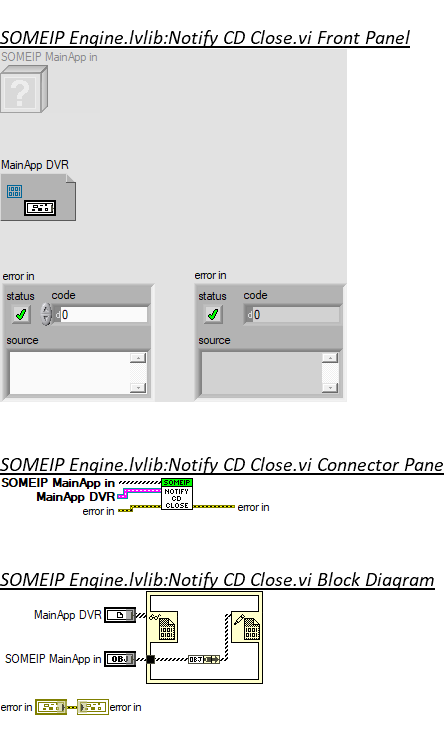 SOMEIP Engine.lvlib:Notify CD Close.vi Front Panel
SOMEIP MainApp in
?
MainApp DVR
error in
error in
status code
status code
d 0
d 0
source
source
SOMEIP Engine.lvlib:Notify CD Close.vi Connector Pane
SOMEIP MainApp in
SOMEIP
MainApp DVR
NOTIFY
CD
CLOSE
error in
error in
SOMEIP Engine.lvlib:Notify CD Close.vi Block Diagram
MainApp DVR
SOMEIP MainApp in
OBJ
OBJ
error in
error in